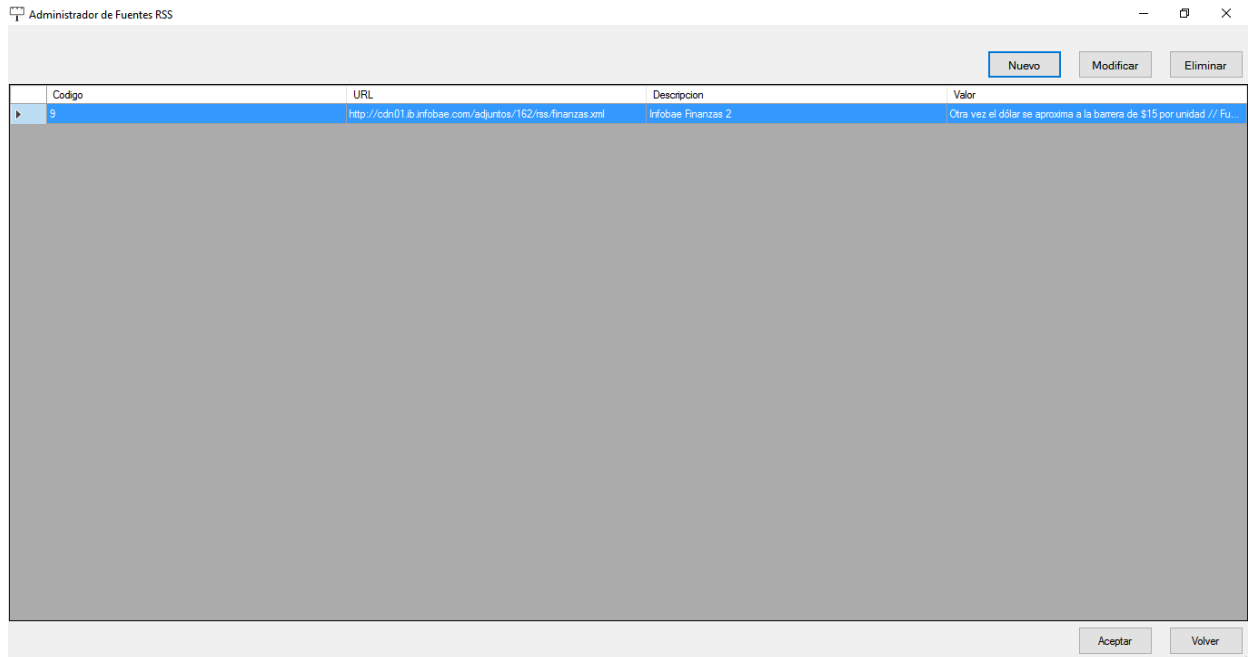 Administrador de Fuentes RSS
Nuevo Modificar Eliminar
Codigo URL Descripcion Valor
9 http://cdn01.ib.infobae.com/adjuntos/162/rss/finanzas.xml Infobae Finanzas 2 Otra vez el dólar se aproxima a la barrera de $15 por unidad // Fu...
Aceptar Volver